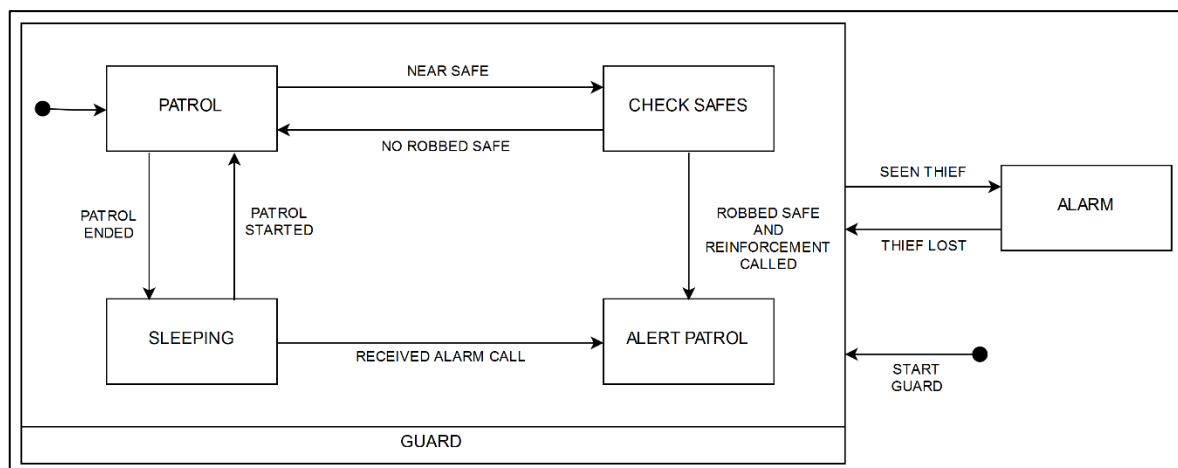 NEAR SAFE
PATROL
CHECK SAFES
NO ROBBED SAFE
SEEN THIEF
ALARM
THIEF LOST
PATROL
ENDED
PATROL
STARTED
ROBBED SAFE
AND
REINFORCEMENT
CALLED
SLEEPING
RECEIVED ALARM CALL
ALERT PATROL
START
GUARD
GUARD